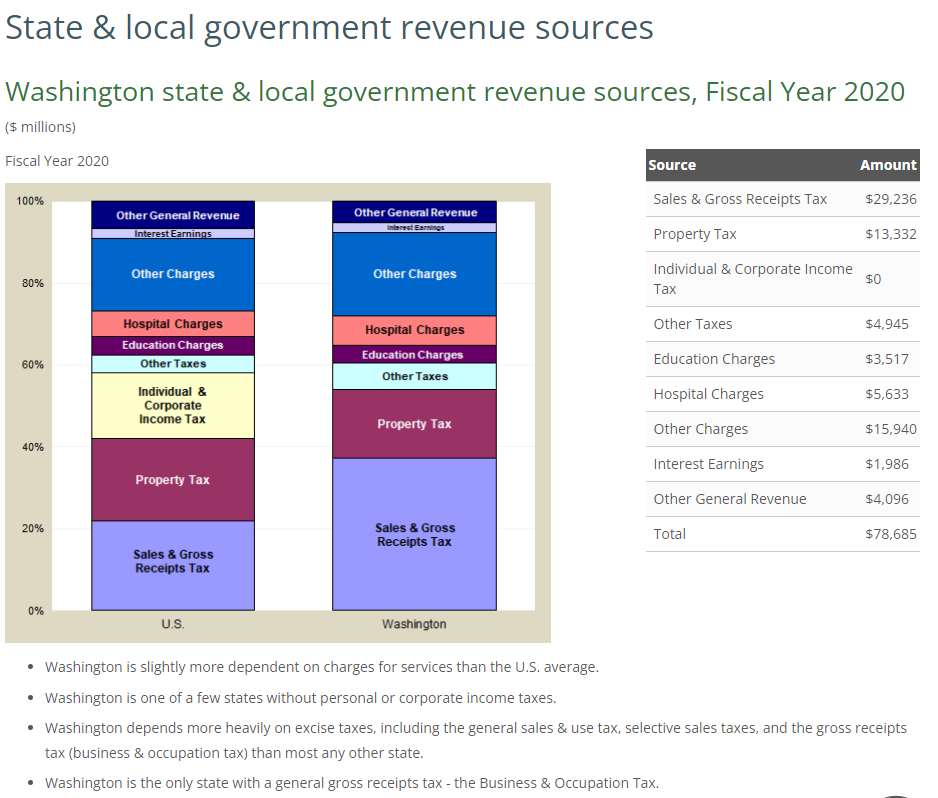 State & local government revenue sources
Washington state & local government revenue sources, Fiscal Year 2020
($ millions)
Fiscal Year 2020
100%
80%
60%
40%
20%
0%
Other General Revenue
Interest Earnings
Other Charges
Hospital Charges
Education Charges
Other Taxes
Individual &
Corporate
Income Tax
Property Tax
Sales & Gross
Receipts Tax
U.S.
Other General Revenue
Interest Earnings
Other Charges
Hospital Charges
Education Charges
Other Taxes
Property Tax
Sales & Gross
Receipts Tax
Washington
Source Amount
Sales & Gross Receipts Tax $29,236
Property Tax $13,332
Individual & Corporate Income
Tax $0
Other Taxes $4,945
Education Charges $3,517
Hospital Charges $5,633
Other Charges $15,940
Interest Earnings $1,986
Other General Revenue $4,096
Total $78,685
• Washington is slightly more dependent on charges for services than the U.S. average.
• Washington is one of a few states without personal or corporate income taxes.
• Washington depends more heavily on excise taxes, including the general sales & use tax, selective sales taxes, and the gross receipts
tax (business & occupation tax) than most any other state.
• Washington is the only state with a general gross receipts tax - the Business & Occupation Tax.